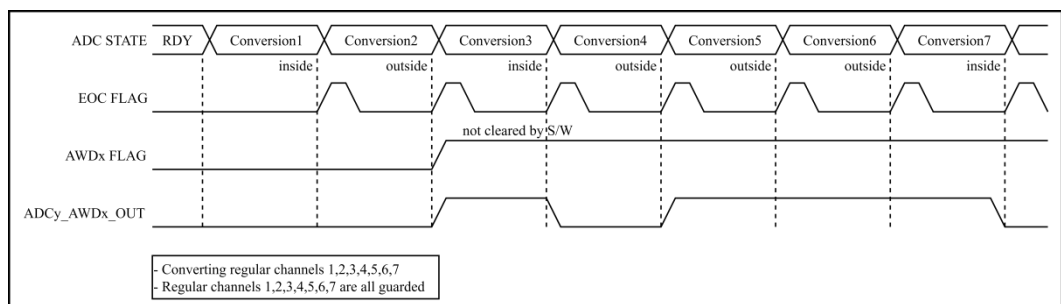 ADC STATE RDY Conversion1 Conversion2 Conversion3 Conversion4 Conversion5 Conversion6 Conversion7
inside outside inside outside outside outside inside
EOC FLAG
not cleared by S/W
AWDx FLAG
ADCy_AWDx_OUT
- Converting regular channels 1,2,3,4,5,6,7
- Regular channels 1,2,3,4,5,6,7 are all guarded